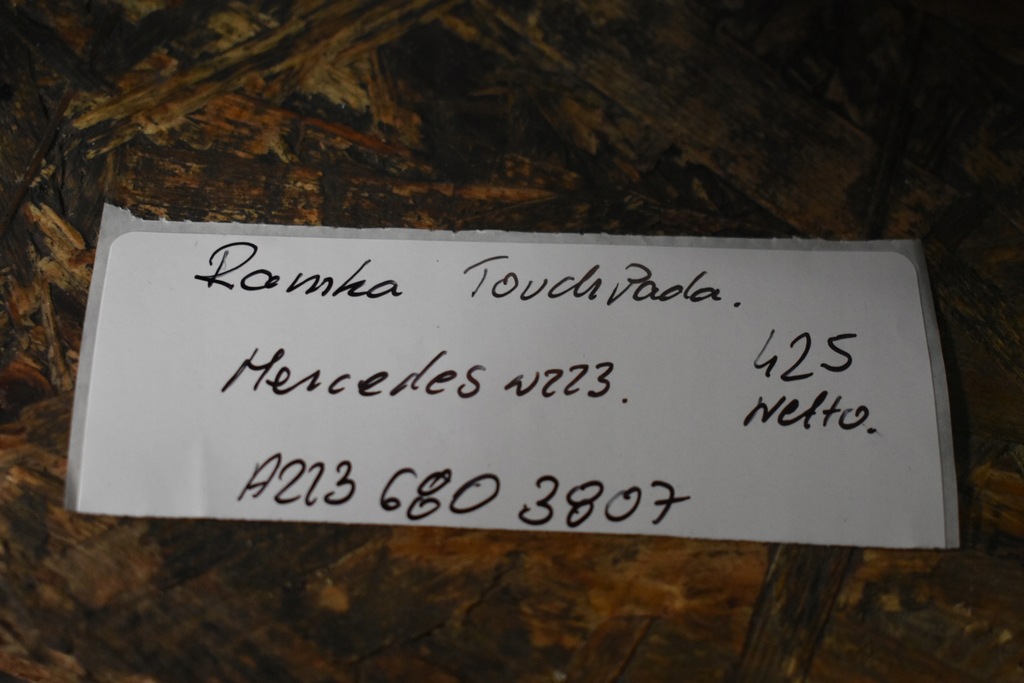 Ramka TouchPada.
Mercedes w223.
425
Netto.
A223 680 3807